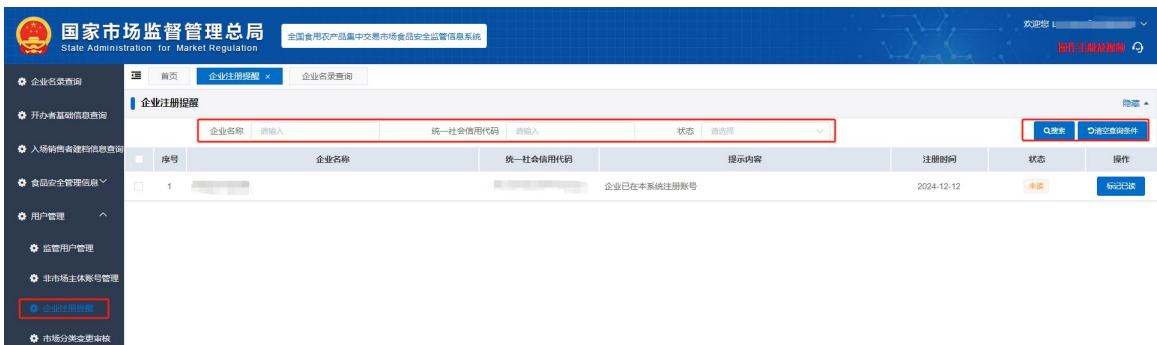 国家市场监督管理总局
State Administration for Market Regulation
全国食用农产品集中交易市场食品安全监管信息系统
欢迎您
操作手册及视频
企业名录查询
开办者基础信息查询
入场销售者建档信息查询
食品安全管理信息
用户管理
监管用户管理
非市场主体账号管理
企业注册提醒
市场分类变更审核
首页 企业注册提醒 × 企业名录查询
企业注册提醒 隐藏
企业名称 请输入 统一社会信用代码 请输入 状态 请选择 搜索 清空查询条件
序号 企业名称 统一社会信用代码 提示内容 注册时间 状态 操作
1 企业已在本系统注册账号 2024-12-12 未读 标记已读